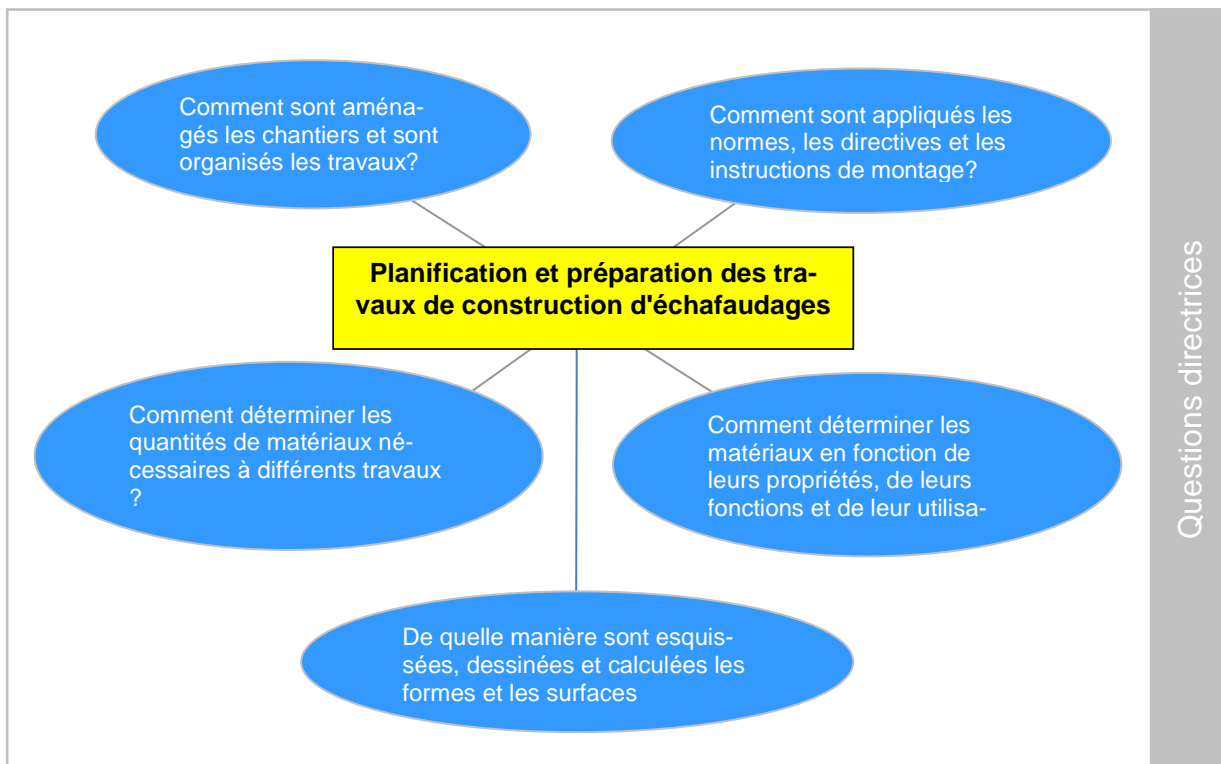 Comment sont aména-
gés les chantiers et sont
organisés les travaux?
Comment sont appliqués les
normes, les directives et les
instructions de montage?
Planification et préparation des tra-
vaux de construction d'échafaudages
Comment déterminer les
quantités de matériaux né-
cessaires à différents travaux
?
Comment déterminer les
matériaux en fonction de
leurs propriétés, de leurs
fonctions et de leur utilisa-
De quelle manière sont esquis-
sées, dessinées et calculées les
formes et les surfaces
Questions directrices